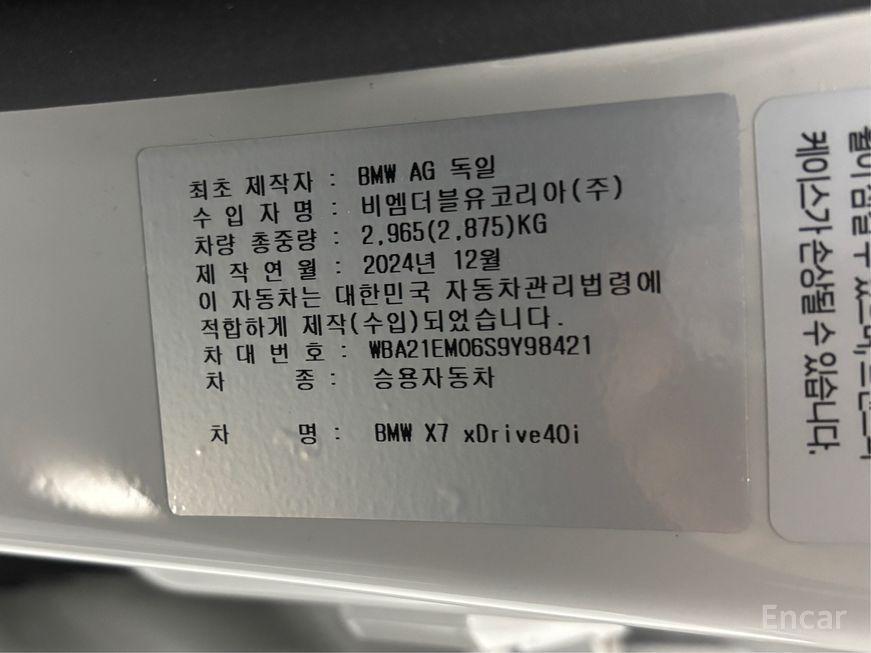 최초 제작자 : BMW AG 독일
수 입 자 명 : 비엠더블유코리아(주)
차량 총중량 : 2,965(2,875)KG
제 작 연 월 : 2024년 12월
이 자동차는 대한민국 자동차관리법령에
적합하게 제작(수입)되었습니다.
차 대 번 호 : WBA21EM06S9Y98421
차 종 : 승용자동차
차 명 : BMW X7 xDrive40i
케이스가 손상될 수 있습니다.
Encar